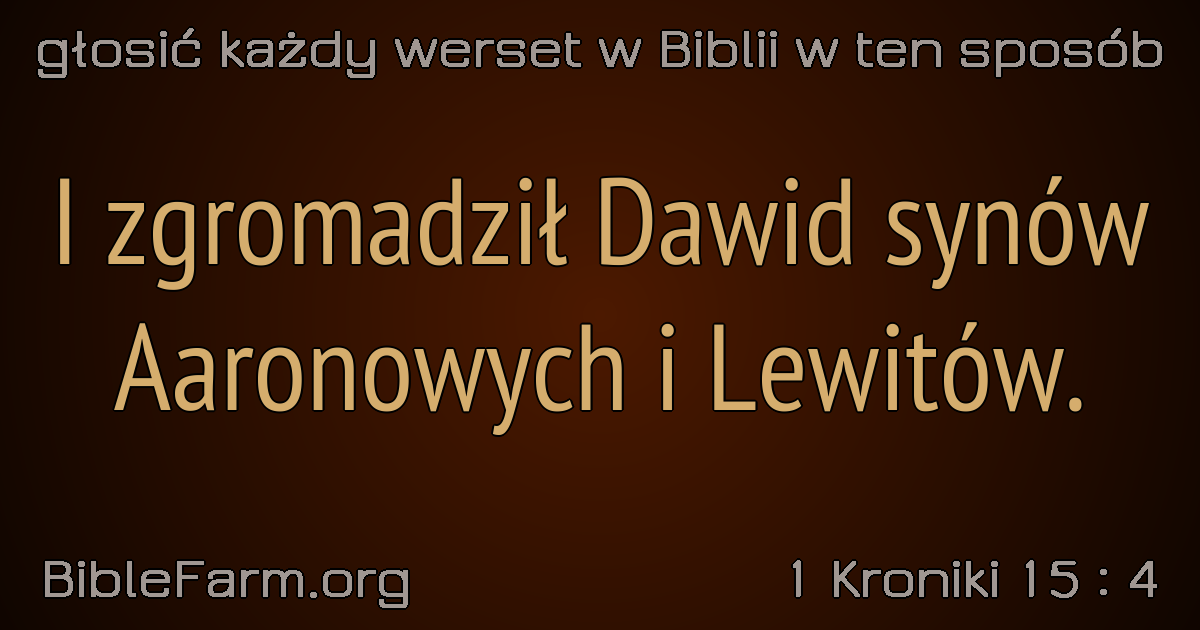 głosić każdy werset w Biblii w ten sposób
I zgromadził Dawid synów
Aaronowych i Lewitów.
BibleFarm.org
1 Kroniki 15 : 4